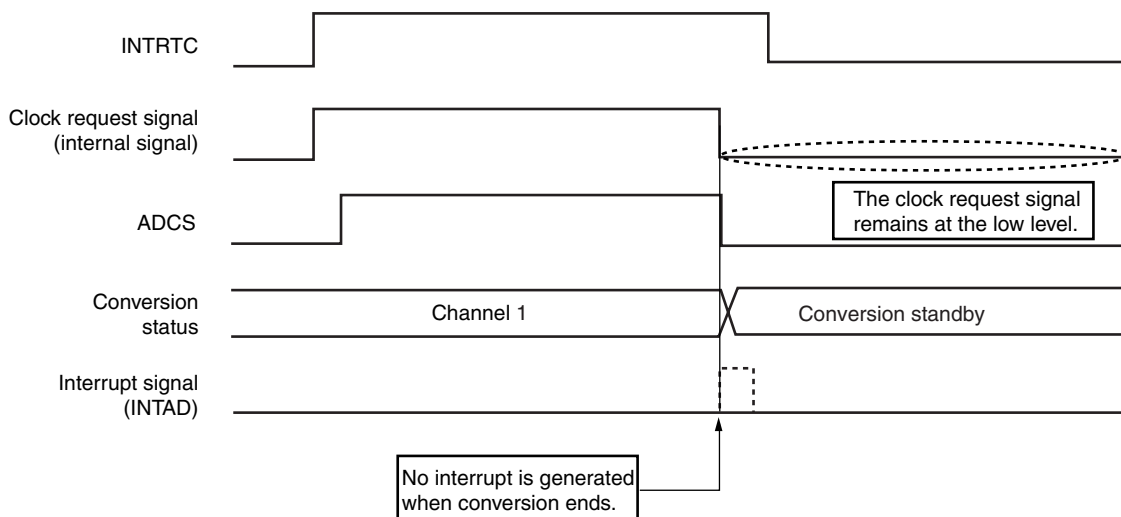 INTRTC
Clock request signal
(internal signal)
The clock request signal
remains at the low level.
ADCS
Conversion
status
Channel 1
Conversion standby
Interrupt signal
(INTAD)
No interrupt is generated
when conversion ends.